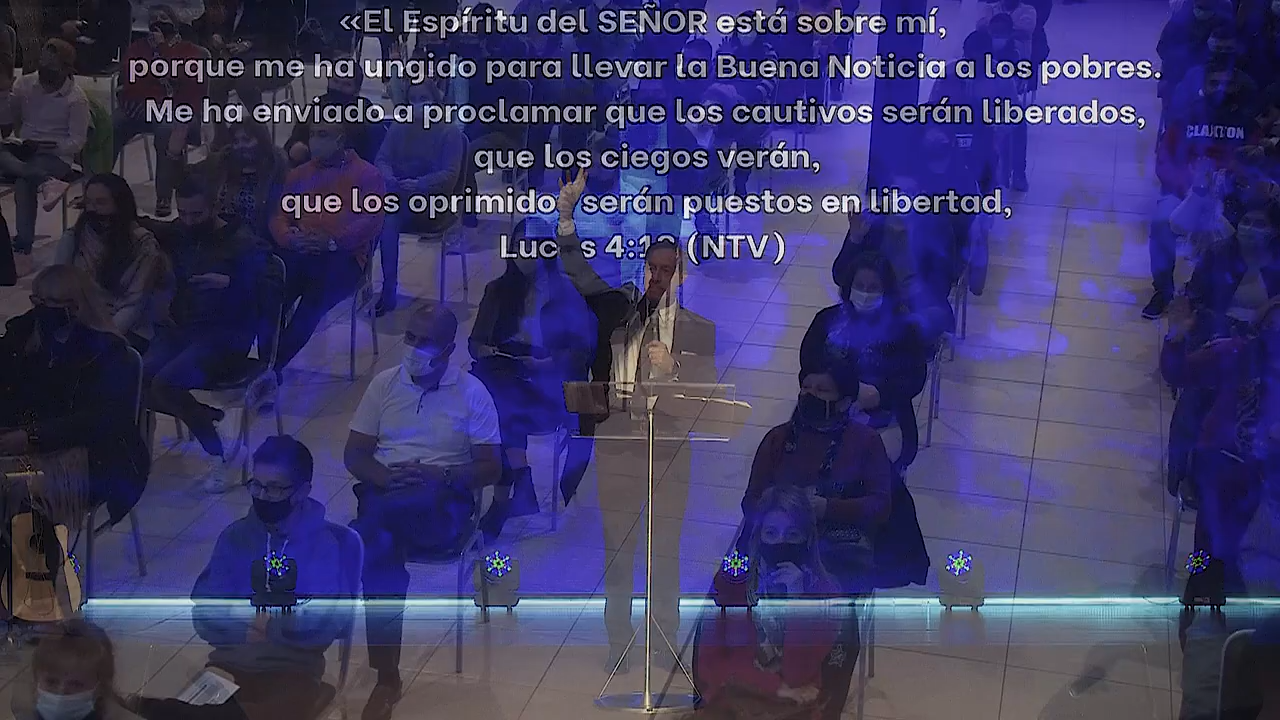 «El Espíritu del SEÑOR está sobre mí,
porque me ha ungido para llevar la Buena Noticia a los pobres.
Me ha enviado a proclamar que los cautivos serán liberados,
que los ciegos verán,
que los oprimido serán puestos en libertad,
(NTV)
CLAXTON